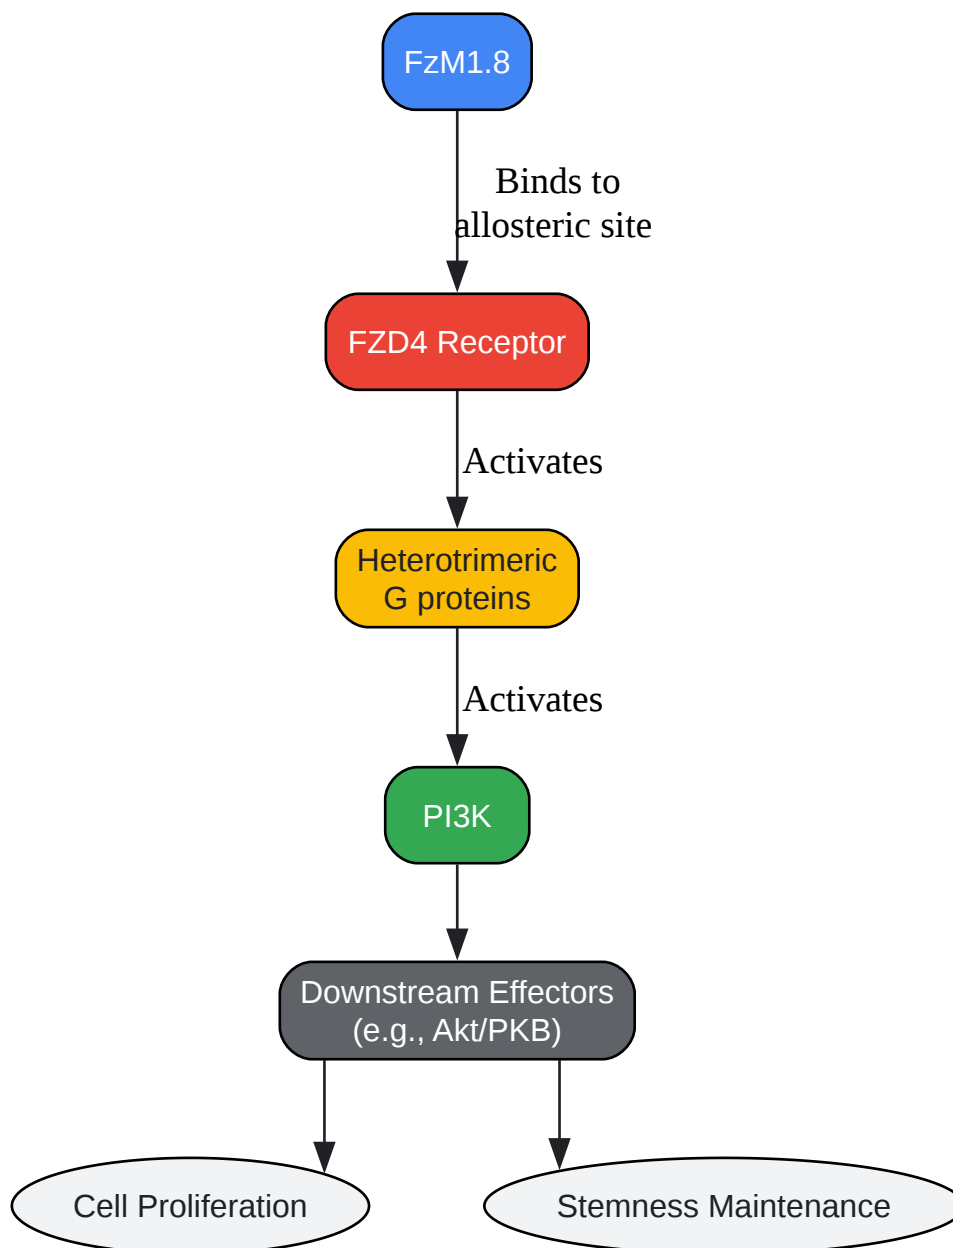 FzM1.8
Binds to
allosteric site
FZD4 Receptor
Activates
Heterotrimeric
G proteins
Activates
PI3K
Downstream Effectors
(e.g., Akt/PKB)
Cell Proliferation
Stemness Maintenance